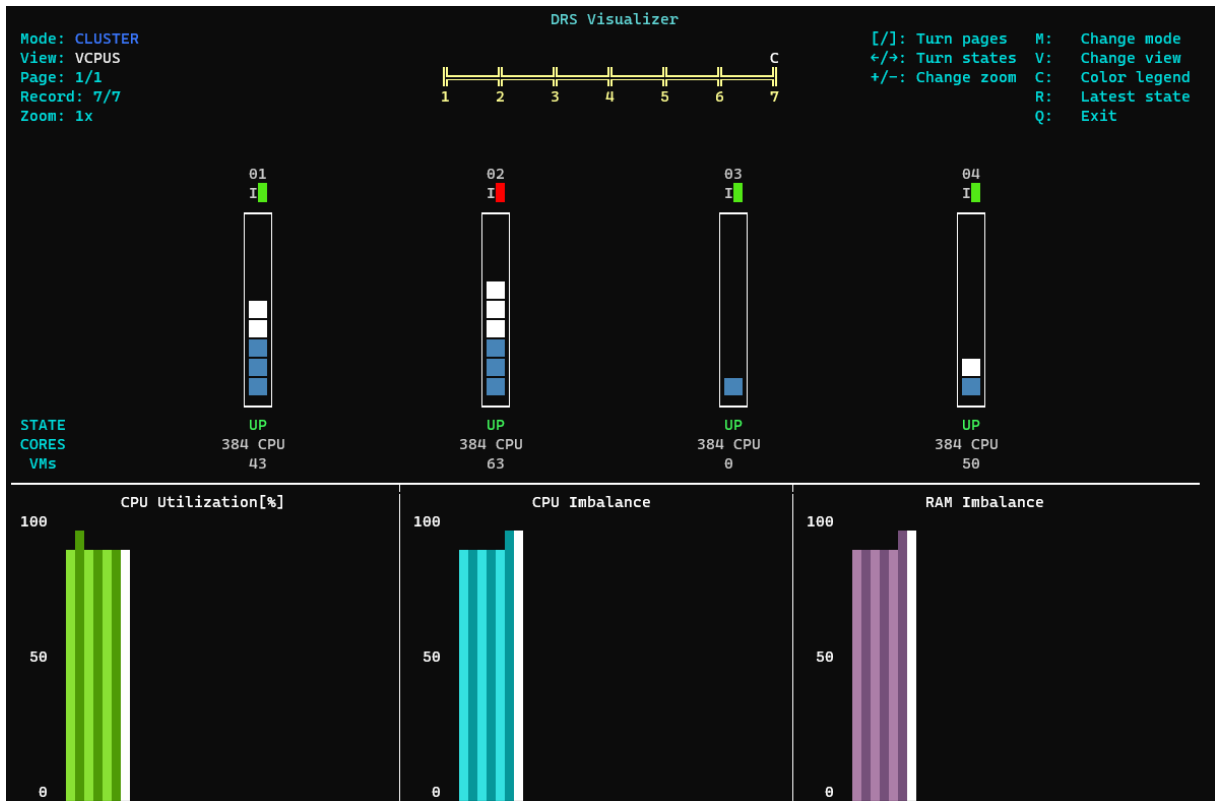 DRS Visualizer
Mode: CLUSTER
View: VCPUS
Page: 1/1
Record: 7/7
Zoom: 1x
C
1 2 3 4 5 6 7
[/]: Turn pages M: Change mode
←/→: Turn states V: Change view
+/-: Change zoom C: Color legend
R: Latest state
Q: Exit
01 02 03 04
I I I I
STATE UP UP UP UP
CORES 384 CPU 384 CPU 384 CPU 384 CPU
VMs 43 63 0 50
CPU Utilization[%] CPU Imbalance RAM Imbalance
100 100 100
50 50 50
0 0 0